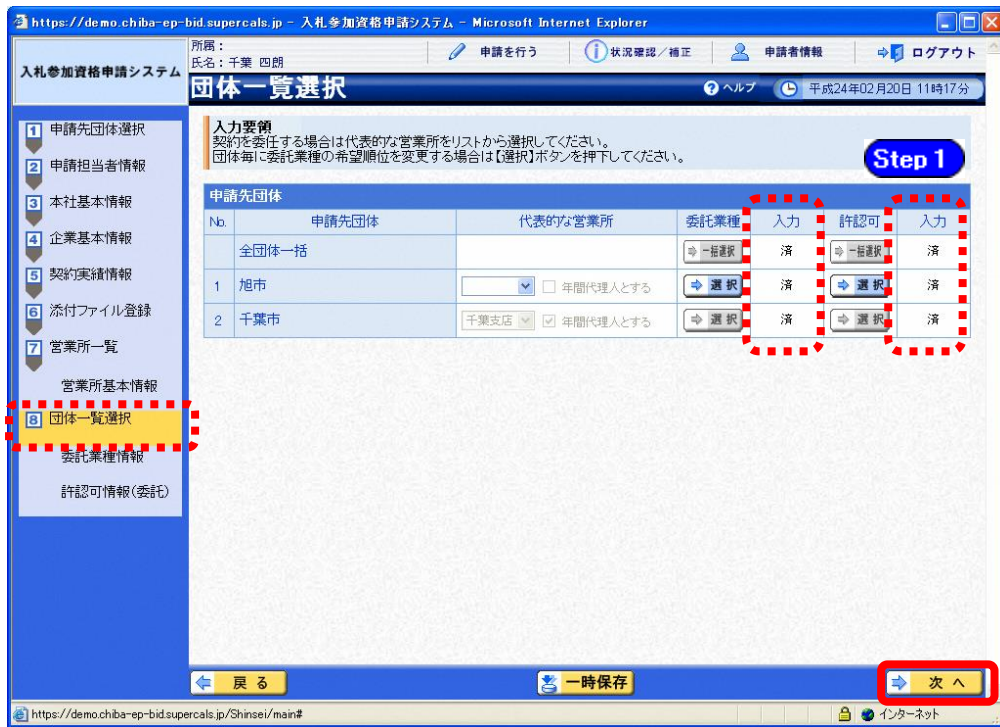 https://demo.chiba-ep-bid.supercals.jp - 入札参加資格申請システム - Microsoft Internet Explorer
入札参加資格申請システム
所属：
氏名：千葉 四朗
申請を行う
状況確認／補正
申請者情報
ログアウト
団体一覧選択
ヘルプ
平成24年02月20日 11時17分
1 申請先団体選択
2 申請担当者情報
3 本社基本情報
4 企業基本情報
5 契約実績情報
6 添付ファイル登録
7 営業所一覧
営業所基本情報
8 団体一覧選択
委託業種情報
許認可情報(委託)
入力要領
契約を委任する場合は代表的な営業所をリストから選択してください。
団体毎に委託業種の希望順位を変更する場合は【選択】ボタンを押下してください。
Step 1
申請先団体
No. 申請先団体 代表的な営業所 委託業種 入力 許認可 入力
全団体一括 一括選択 済 一括選択 済
1 旭市 年間代理人とする 選択 済 選択 済
2 千葉市 千葉支店 年間代理人とする 選択 済 選択 済
戻る
一時保存
次へ
https://demo.chiba-ep-bid.supercals.jp/Shinsei/main#
インターネット